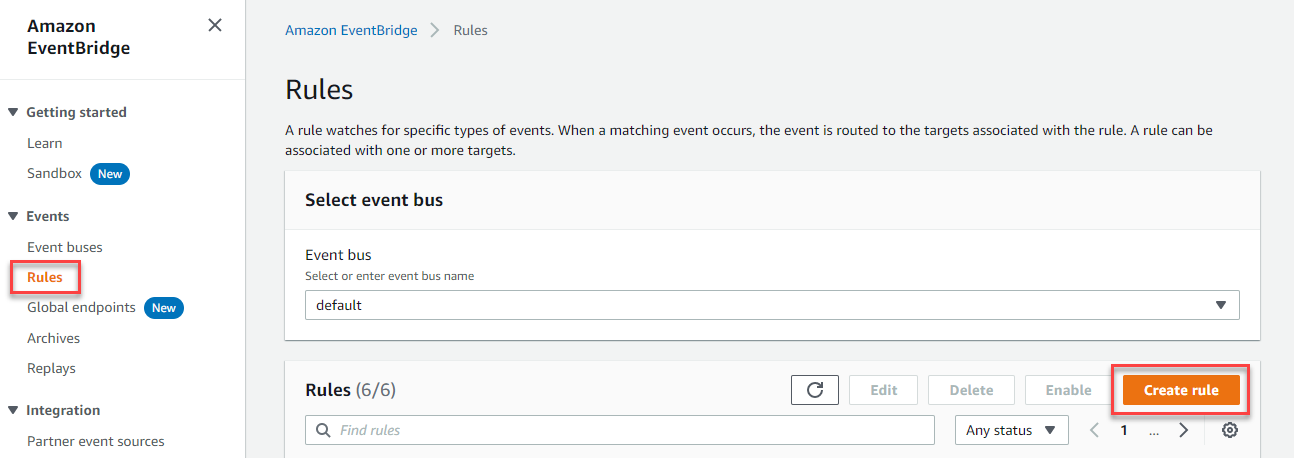 Amazon
EventBridge
Getting started
Learn
Sandbox New
Events
Event buses
Rules
Global endpoints New
Archives
Replays
Integration
Partner event sources
Amazon EventBridge Rules
Rules
A rule watches for specific types of events. When a matching event occurs, the event is routed to the targets associated with the rule. A rule can be
associated with one or more targets.
Select event bus
Event bus
Select or enter event bus name
default
Rules (6/6) Edit Delete Enable Create rule
Find rules Any status 1 ...